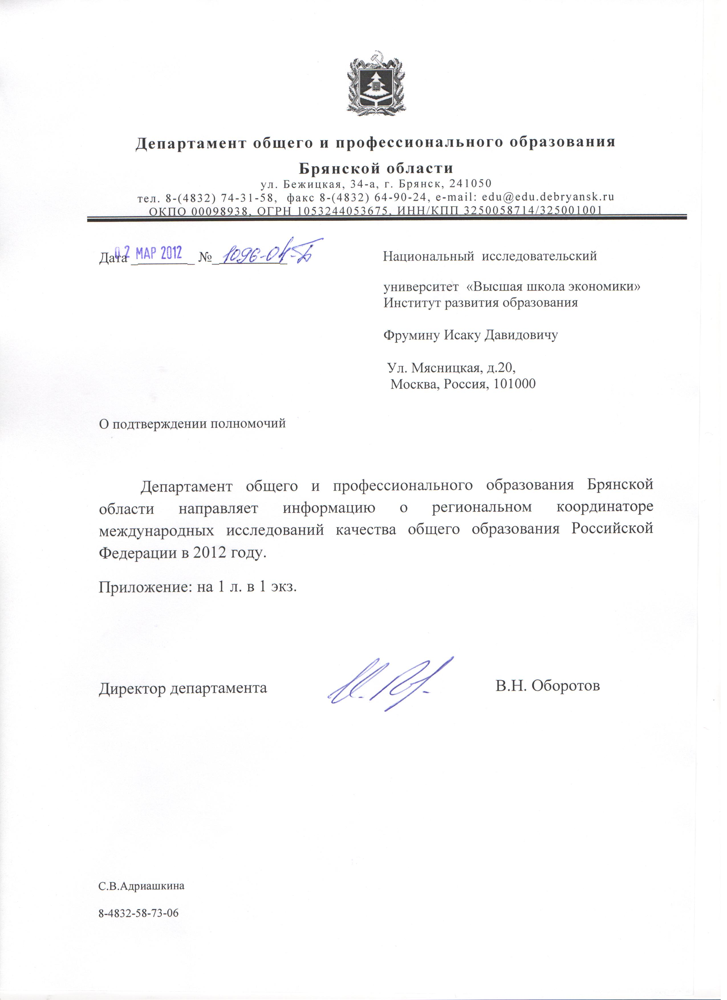 Департамент общего и профессионального образования
Брянской области
ул. Бежицкая, 34-а, г. Брянск, 241050
тел. 8-(4832) 74-31-58, факс 8-(4832) 64-90-24, e-mail: edu@edu.debryansk.ru
ОКПО 00098938, ОГРН 1053244053675, ИНН/КПП 3250058714/325001001
Дата 02 МАР 2012 № 1096-04-
Национальный исследовательский
университет «Высшая школа экономики»
Институт развития образования
Фрумину Исаку Давидовичу
Ул. Мясницкая, д.20,
Москва, Россия, 101000
О подтверждении полномочий
Департамент общего и профессионального образования Брянской
области направляет информацию о региональном координаторе
международных исследований качества общего образования Российской
Федерации в 2012 году.
Приложение: на 1 л. в 1 экз.
Директор департамента В.Н. Оборотов
С.В.Адриашкина
8-4832-58-73-06